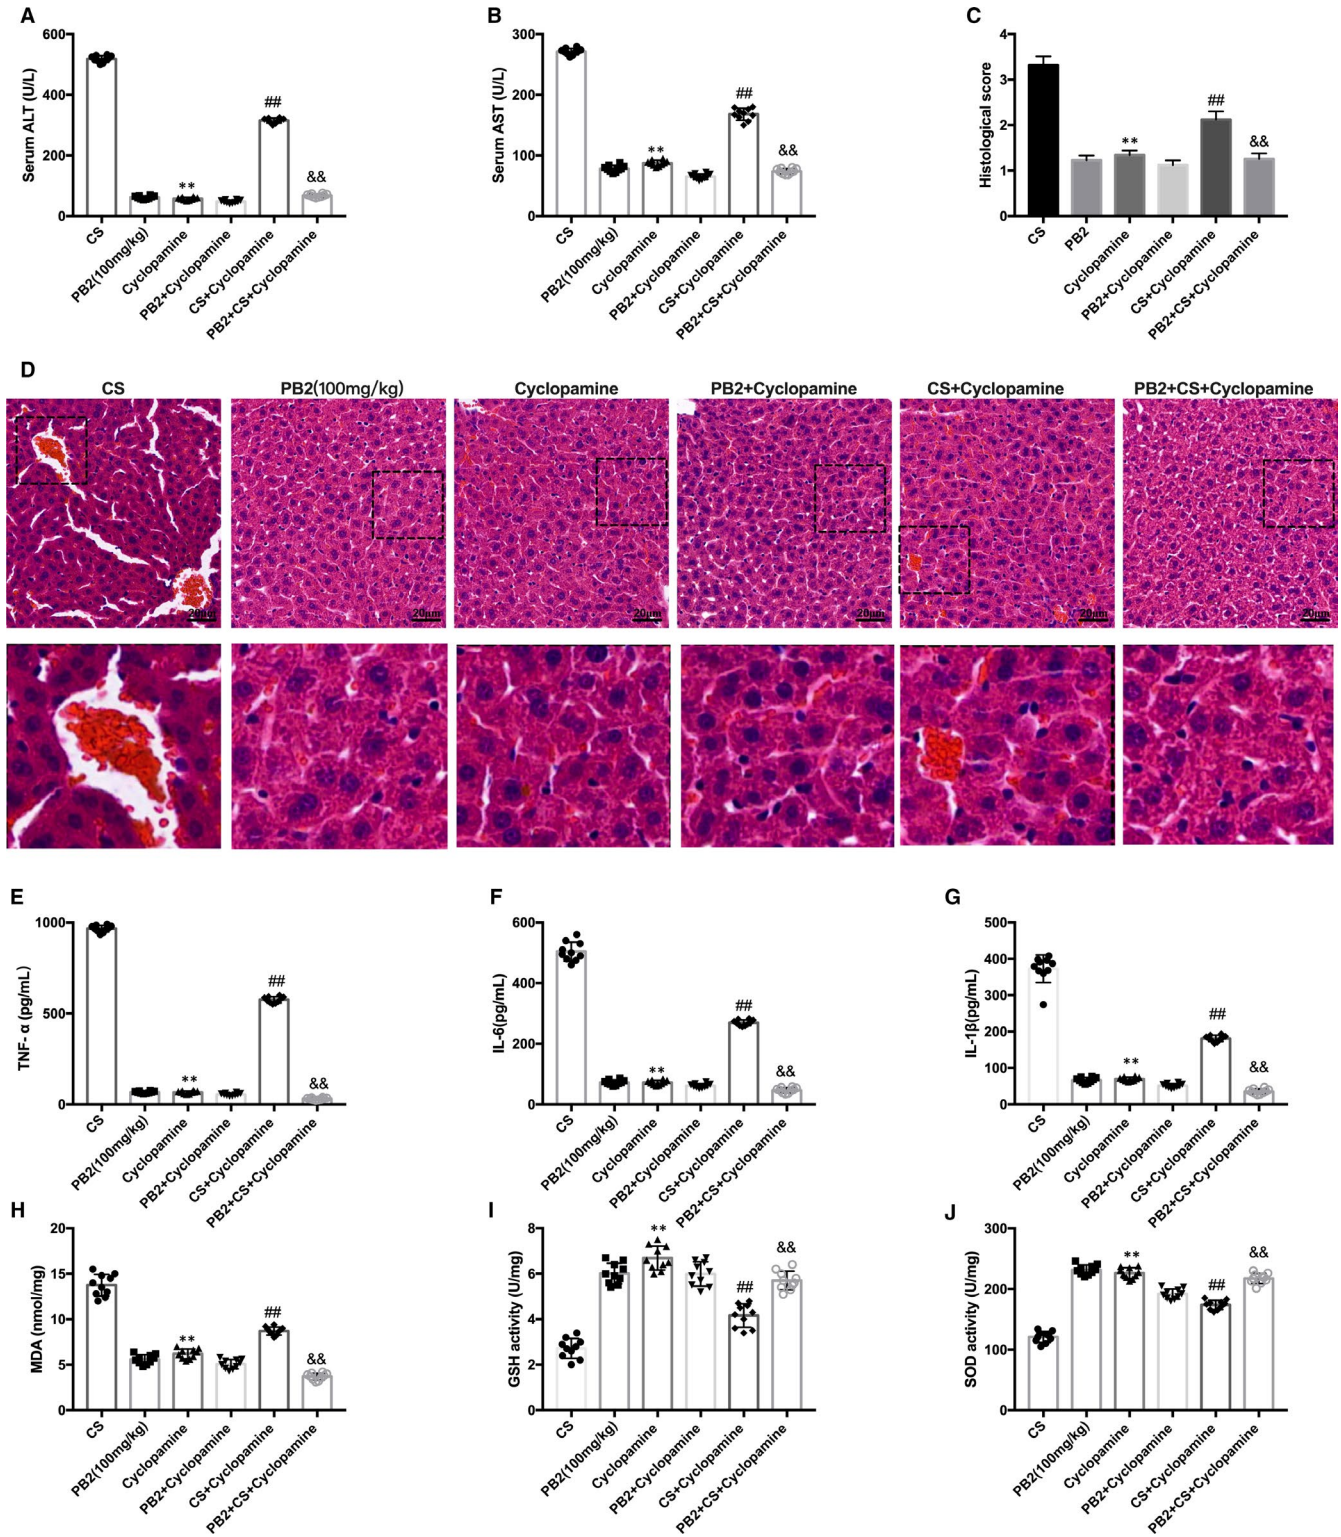 A
Serum ALT (U/L)
600
400
200
0
**
##
&&
CS
PB2(100mg/kg)
Cyclopamine
PB2+Cyclopamine
CS+Cyclopamine
PB2+CS+Cyclopamine
B
Serum AST (U/L)
300
200
100
0
**
##
&&
CS
PB2(100mg/kg)
Cyclopamine
PB2+Cyclopamine
CS+Cyclopamine
PB2+CS+Cyclopamine
C
Histological score
4
3
2
1
0
**
##
&&
CS
PB2
Cyclopamine
PB2+Cyclopamine
CS+Cyclopamine
PB2+CS+Cyclopamine
D
CS
PB2(100mg/kg)
Cyclopamine
PB2+Cyclopamine
CS+Cyclopamine
PB2+CS+Cyclopamine
20μm
20μm
20μm
20μm
20μm
20μm
E
TNF- α (pg/mL)
1000
500
0
**
##
&&
CS
PB2(100mg/kg)
Cyclopamine
PB2+Cyclopamine
CS+Cyclopamine
PB2+CS+Cyclopamine
F
IL-6(pg/mL)
600
400
200
0
**
##
&&
CS
PB2(100mg/kg)
Cyclopamine
PB2+Cyclopamine
CS+Cyclopamine
PB2+CS+Cyclopamine
G
IL-1β(pg/mL)
500
400
300
200
100
0
**
##
&&
CS
PB2(100mg/kg)
Cyclopamine
PB2+Cyclopamine
CS+Cyclopamine
PB2+CS+Cyclopamine
H
MDA (nmol/mg)
20
15
10
5
0
**
##
&&
CS
PB2(100mg/kg)
Cyclopamine
PB2+Cyclopamine
CS+Cyclopamine
PB2+CS+Cyclopamine
I
GSH activity (U/mg)
8
6
4
2
0
**
##
&&
CS
PB2(100mg/kg)
Cyclopamine
PB2+Cyclopamine
CS+Cyclopamine
PB2+CS+Cyclopamine
J
SOD activity (U/mg)
300
200
100
0
**
##
&&
CS
PB2(100mg/kg)
Cyclopamine
PB2+Cyclopamine
CS+Cyclopamine
PB2+CS+Cyclopamine